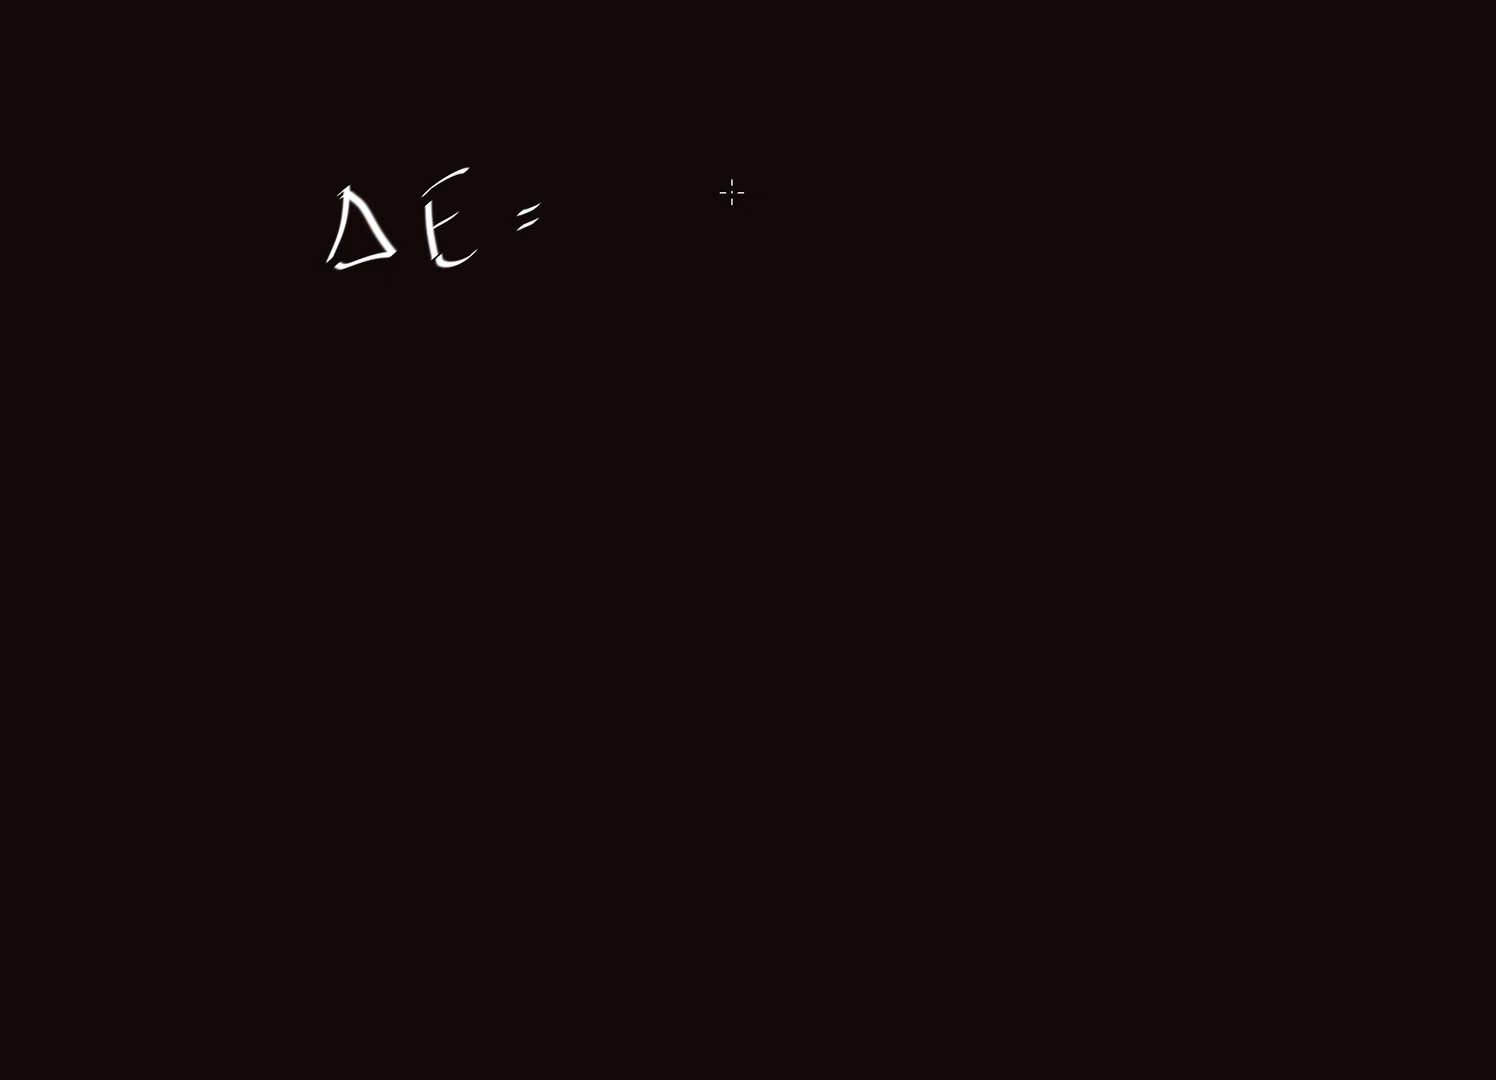 ΔE =